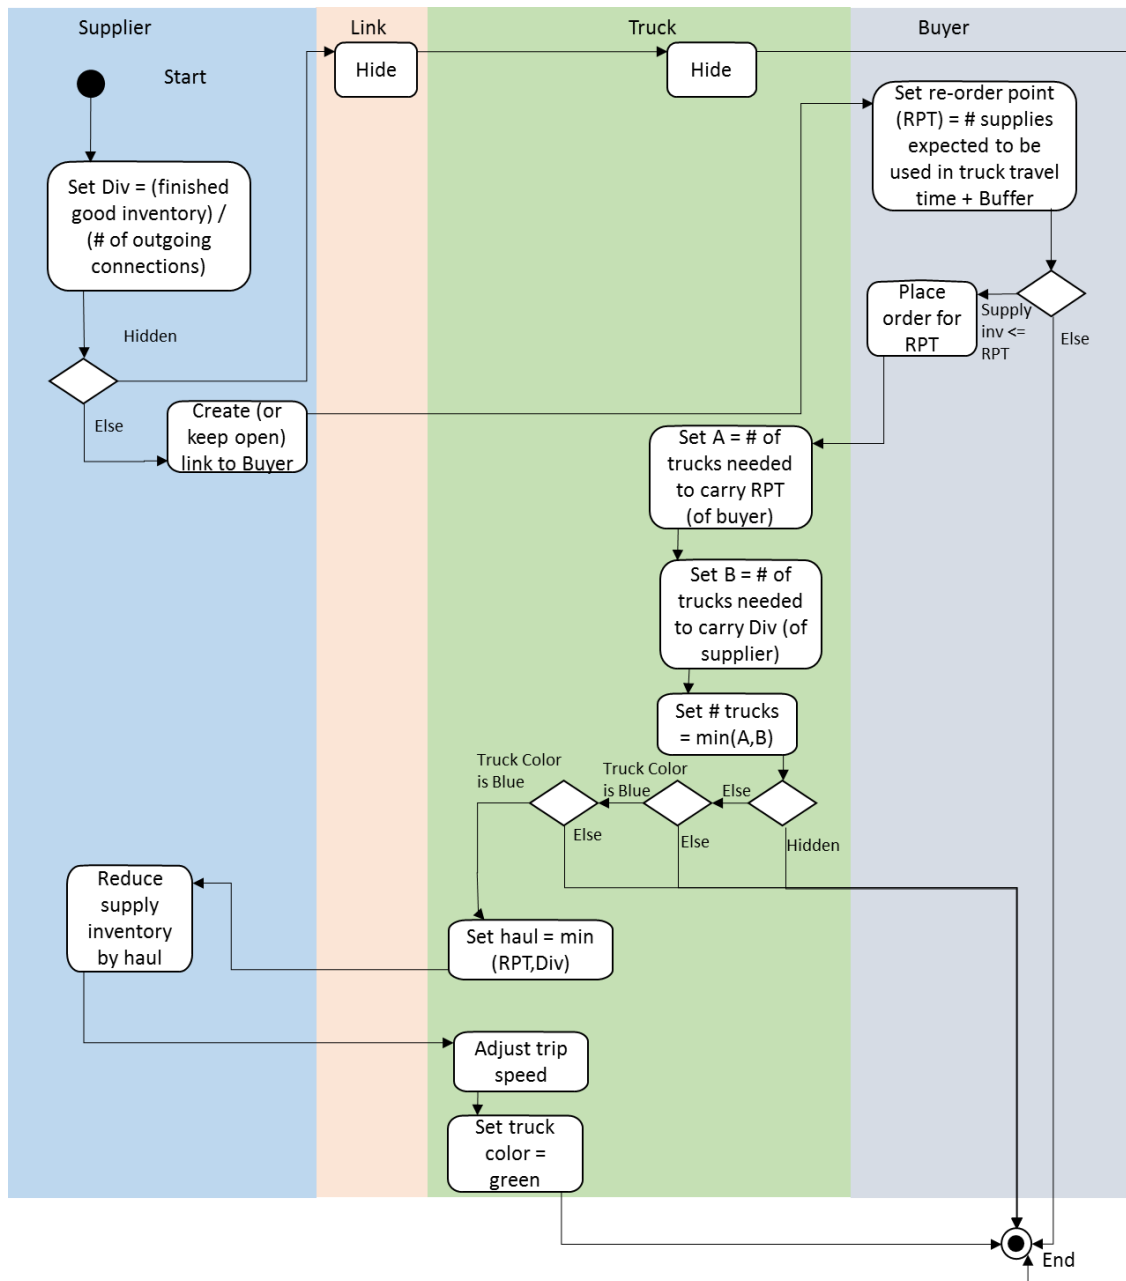 Supplier
Link
Truck
Buyer
Start
Hide
Hide
Set re-order point
(RPT) = # supplies
expected to be
used in truck travel
time + Buffer
Set Div = (finished
good inventory) /
(# of outgoing
connections)
Hidden
Else
Create (or
keep open)
link to Buyer
Place
order for
RPT
Supply
inv <=
RPT
Else
Set A = # of
trucks needed
to carry RPT
(of buyer)
Set B = # of
trucks needed
to carry Div (of
supplier)
Set # trucks
= min(A,B)
Truck Color
is Blue
Truck Color
is Blue
Else
Else
Else
Hidden
Reduce
supply
inventory
by haul
Set haul = min
(RPT,Div)
Adjust trip
speed
Set truck
color =
green
End